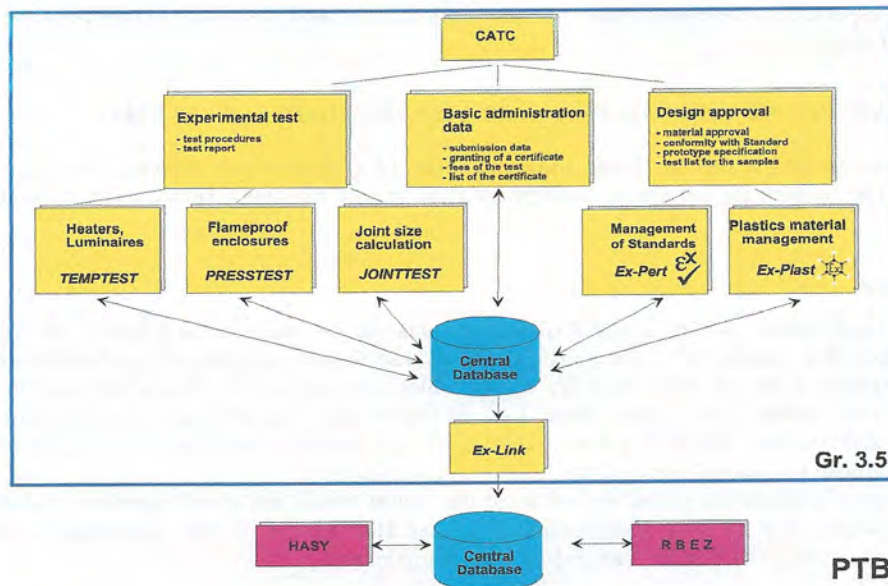 CATC
Experimental test
- test procedures
- test report
Basic administration
data
- submission data
- granting of a certificate
- fees of the test
- list of the certificate
Design approval
- material approval
- conformity with Standard
- prototype specification
- test list for the samples
Heaters,
Luminaires
TEMPTEST
Flameproof
enclosures
PRESSTEST
Joint size
calculation
JOINTTEST
Management
of Standards
Ex-Pert εx
Plastics material
management
Ex-Plast Ex
Central
Database
Ex-Link
Gr. 3.5
HASY
Central
Database
R B E Z
PTB